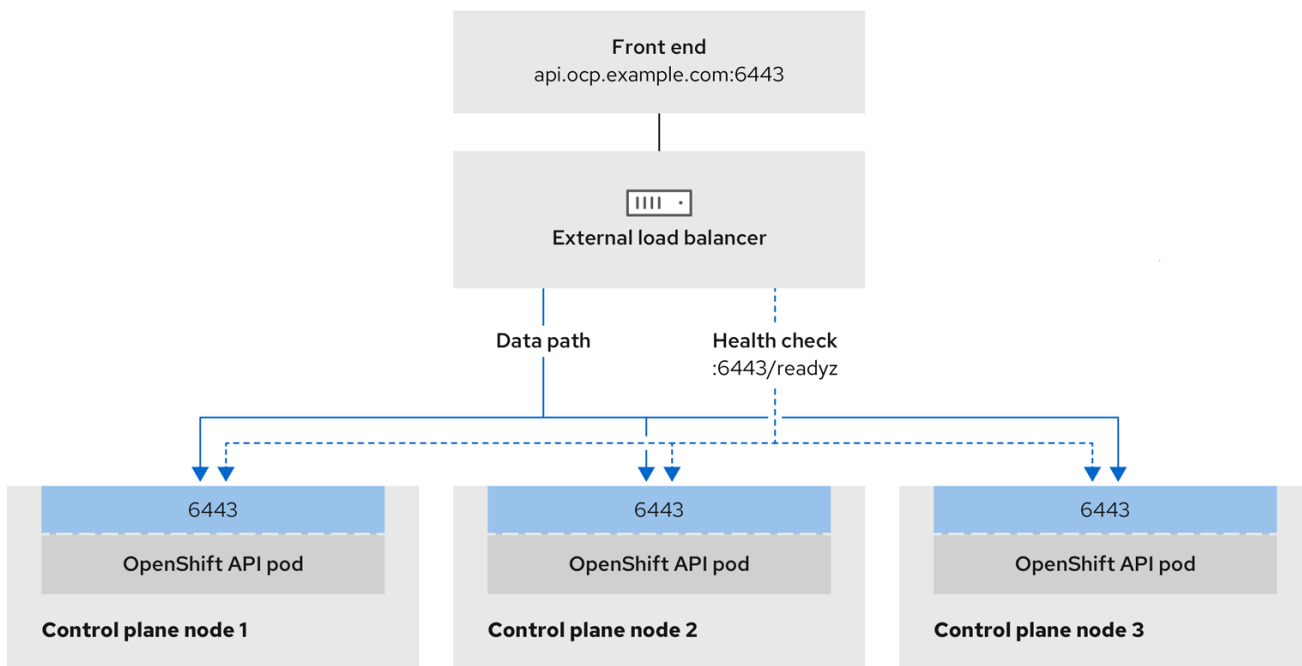 Front end
api.ocp.example.com:6443
External load balancer
Data path
Health check
:6443/readyz
6443
OpenShift API pod
Control plane node 1
6443
OpenShift API pod
Control plane node 2
6443
OpenShift API pod
Control plane node 3